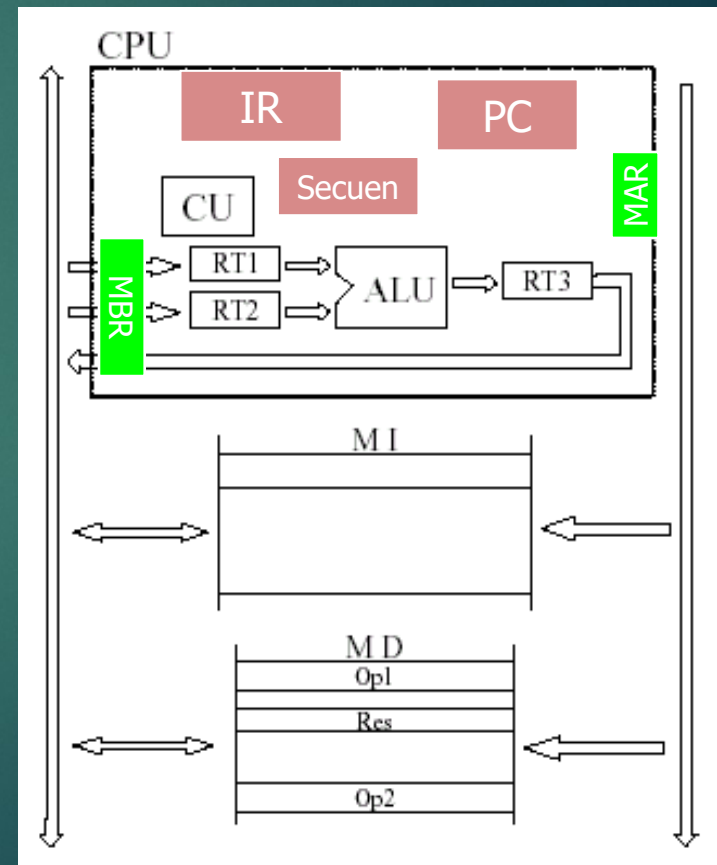 CPU
IR
PC
Secuen
MAR
CU
MBR
RT1
RT2
ALU
RT3
M I
M D
Op1
Res
Op2